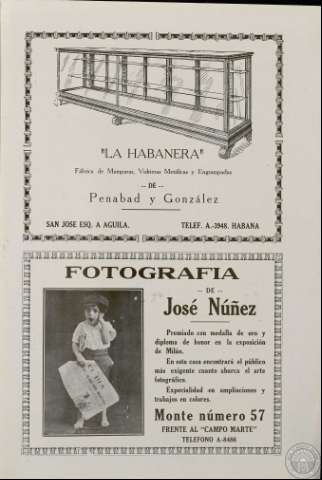 "LA HABANERA"
Fábrica de Mamparas, Vidrieras Metálicas y Engrampadas
— DE —
Penabad y González
SAN JOSE ESQ. A AGUILA. TELEF. A.-3948. HABANA
FOTOGRAFIA
— DE —
José Núñez
Premiado con medalla de oro y
diploma de honor en la exposición
de Milán.
En esta casa encontrará el público
más exigente cuanto abarca el arte
fotográfico.
Especialidad en ampliaciones y
trabajos en colores.
Monte número 57
FRENTE AL "CAMPO MARTE"
TELEFONO A-8486